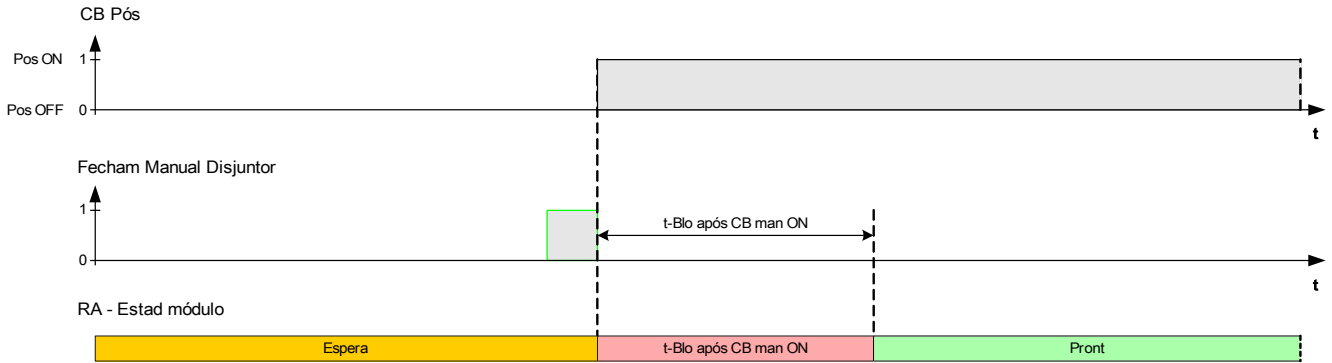 CB Pós
Pos ON 1
Pos OFF 0
t
Fecham Manual Disjuntor
1
t-Blo após CB man ON
0
t
RA - Estad módulo
Espera t-Blo após CB man ON Pront